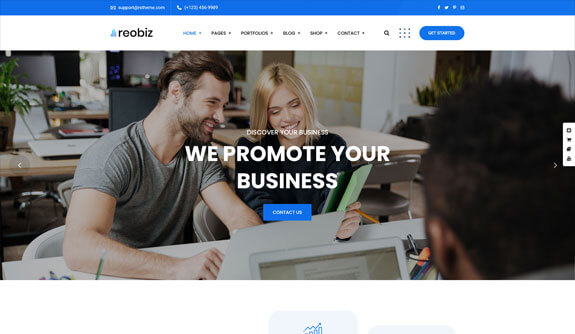 support@rstheme.com (+123) 456-9989
reobiz HOME PAGES PORTFOLIOS BLOG SHOP CONTACT GET STARTED
DISCOVER YOUR BUSINESS
WE PROMOTE YOUR
BUSINESS
CONTACT US